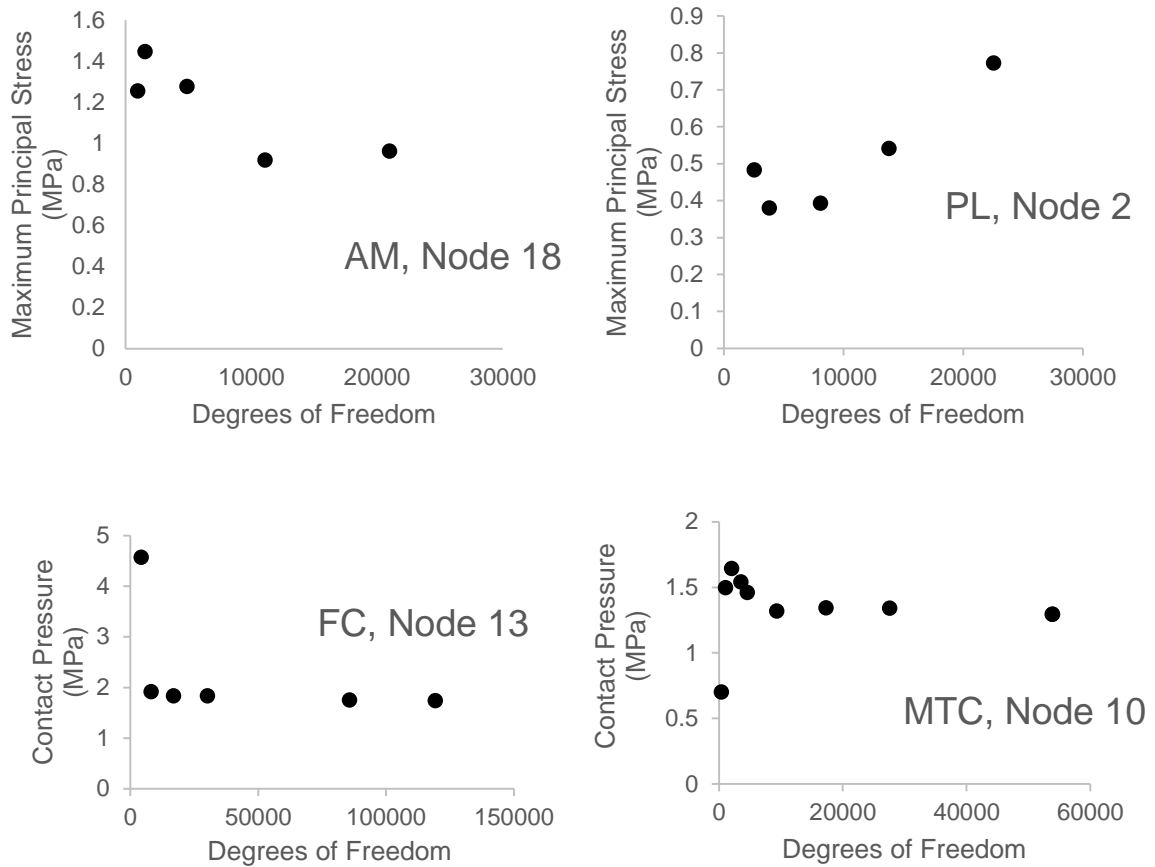 Maximum Principal Stress
(MPa)
1.6
1.4
1.2
1
0.8
0.6
0.4
0.2
0
0
10000
20000
30000
Degrees of Freedom
AM, Node 18
Maximum Principal Stress
(MPa)
0.9
0.8
0.7
0.6
0.5
0.4
0.3
0.2
0.1
0
0
10000
20000
30000
Degrees of Freedom
PL, Node 2
Contact Pressure
(MPa)
5
4
3
2
1
0
0
50000
100000
150000
Degrees of Freedom
FC, Node 13
Contact Pressure
(MPa)
2
1.5
1
0.5
0
0
20000
40000
60000
Degrees of Freedom
MTC, Node 10